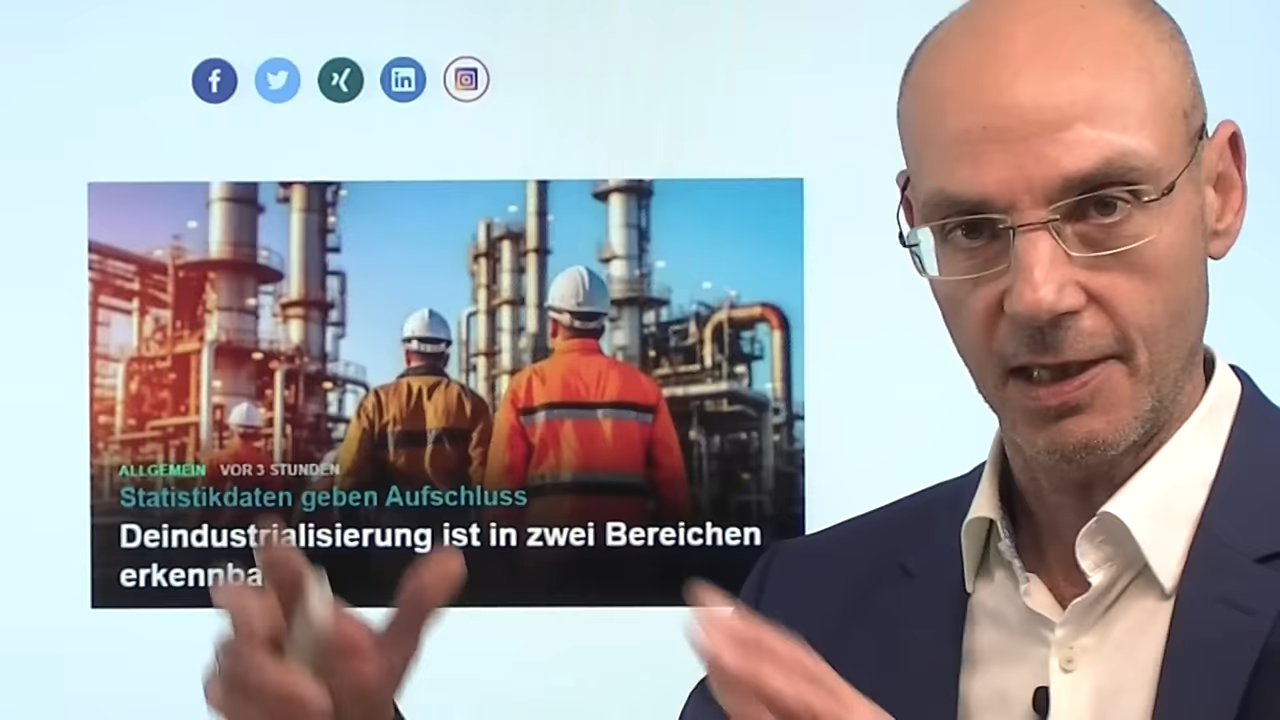 ALLGEMEIN VOR 3 STUNDEN
Statistikdaten geben Aufschluss
Deindustrialisierung ist in zwei Bereichen
erkennba